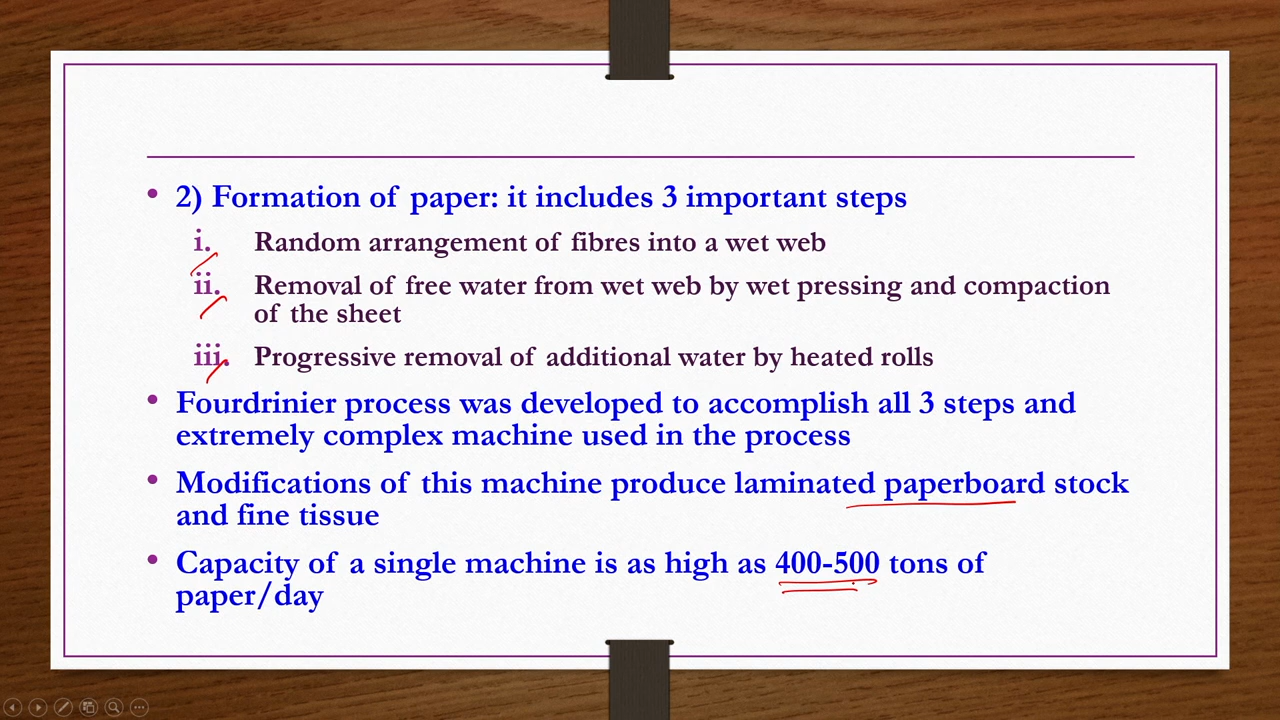 • 2) Formation of paper: it includes 3 important steps
i. Random arrangement of fibres into a wet web
ii. Removal of free water from wet web by wet pressing and compaction
of the sheet
iii. Progressive removal of additional water by heated rolls
• Fourdrinier process was developed to accomplish all 3 steps and
extremely complex machine used in the process
• Modifications of this machine produce laminated paperboard stock
and fine tissue
• Capacity of a single machine is as high as 400-500 tons of
paper/day